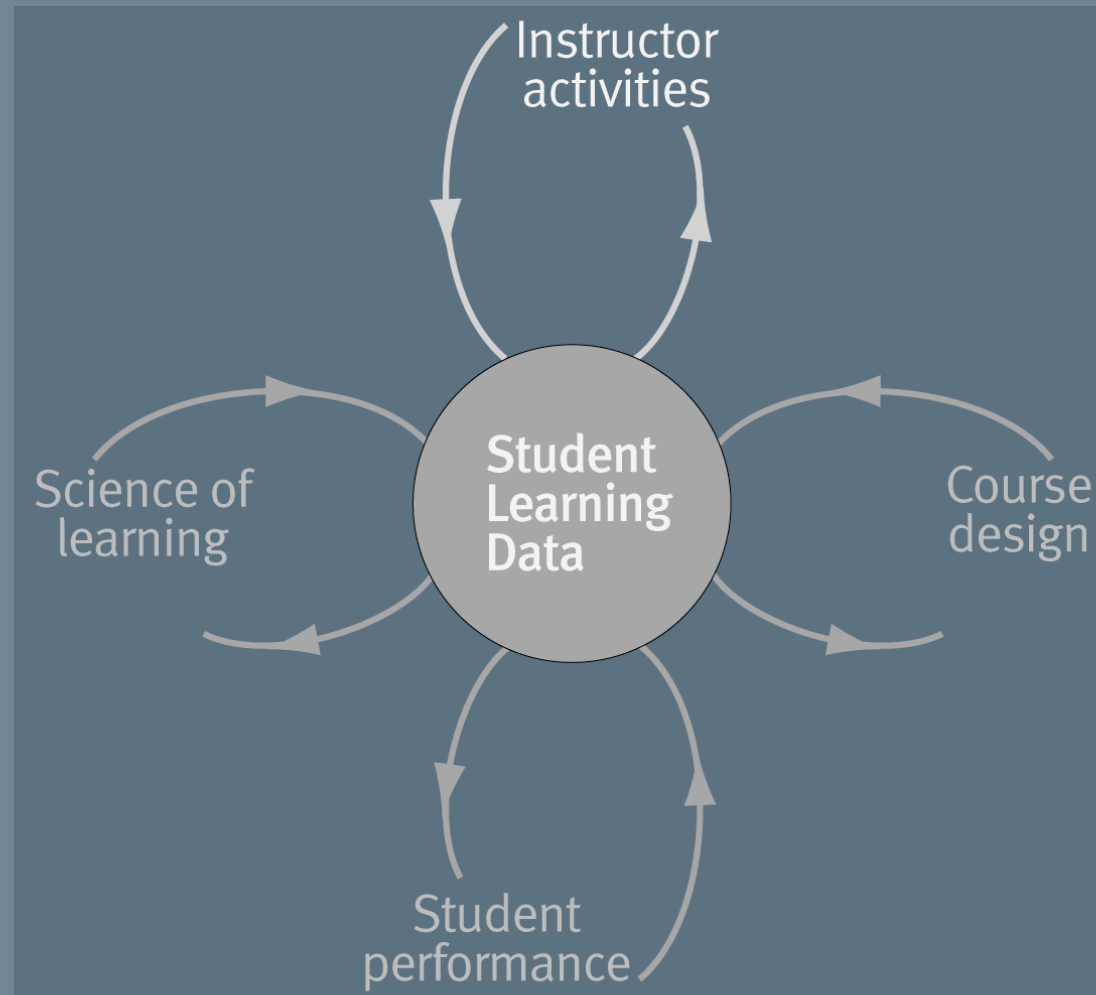 Instructor
activities
Science of
learning
Student
Learning
Data
Course
design
Student
performance